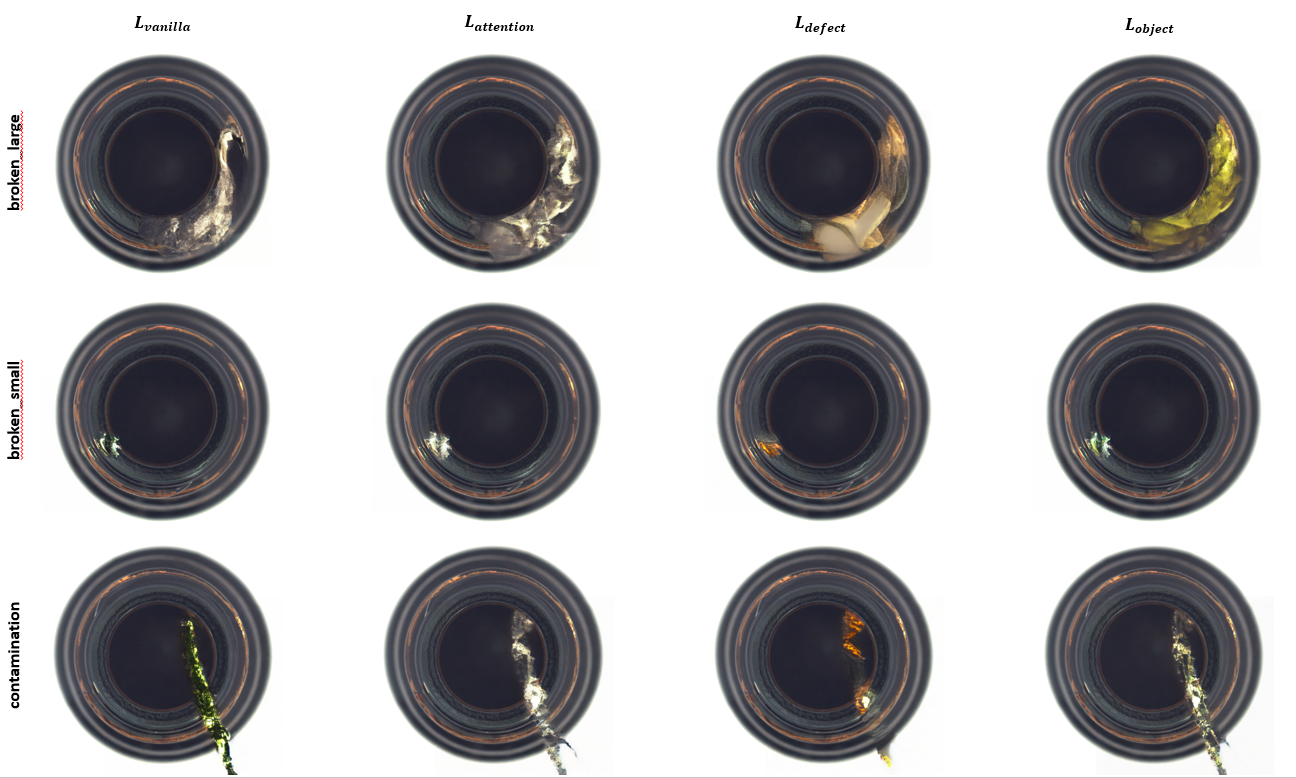 L_vanilla L_attention L_defect L_object
broken_large
broken_small
contamination